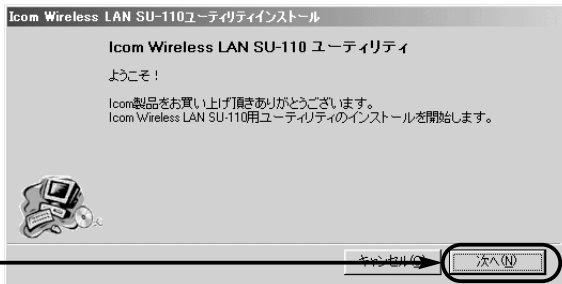 Icom Wireless LAN SU-110ユーティリティインストール
Icom Wireless LAN SU-110 ユーティリティ
ようこそ！
Icom製品をお買い上げ頂きありがとうございます。
Icom Wireless LAN SU-110用ユーティリティのインストールを開始します。
キャンセル(C) 次へ(N)